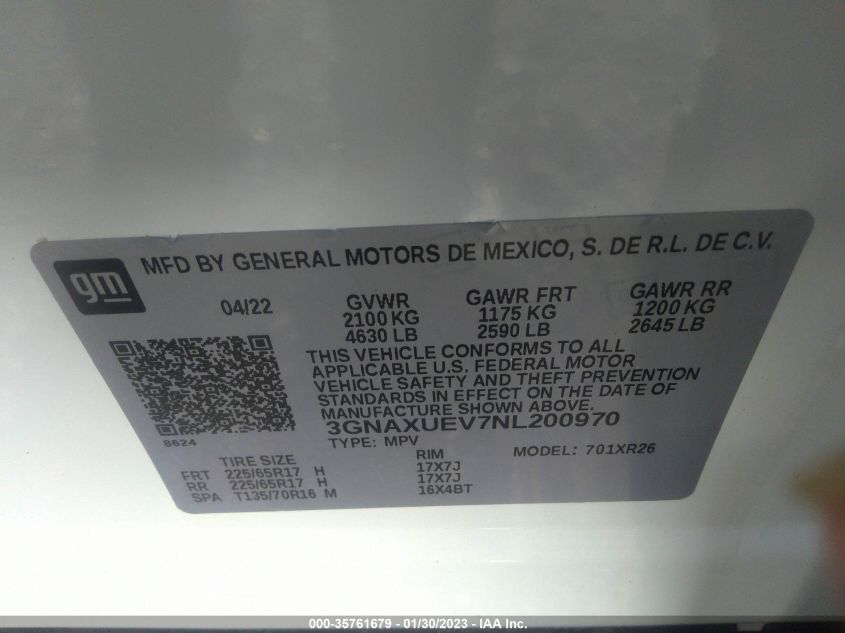 gm
MFD BY GENERAL MOTORS DE MEXICO, S. DE R.L. DE C.V.
04/22
GVWR
2100 KG
4630 LB
GAWR FRT
1175 KG
2590 LB
GAWR RR
1200 KG
2645 LB
THIS VEHICLE CONFORMS TO ALL
APPLICABLE U.S. FEDERAL MOTOR
VEHICLE SAFETY AND THEFT PREVENTION
STANDARDS IN EFFECT ON THE DATE OF
MANUFACTURE SHOWN ABOVE.
3GNAXUEV7NL200970
8624
TYPE: MPV
MODEL: 701XR26
TIRE SIZE RIM
FRT 225/65R17 H 17X7J
RR 225/65R17 H 17X7J
SPA T135/70R16 M 16X4BT
000-35761679 - 01/30/2023 - IAA Inc.